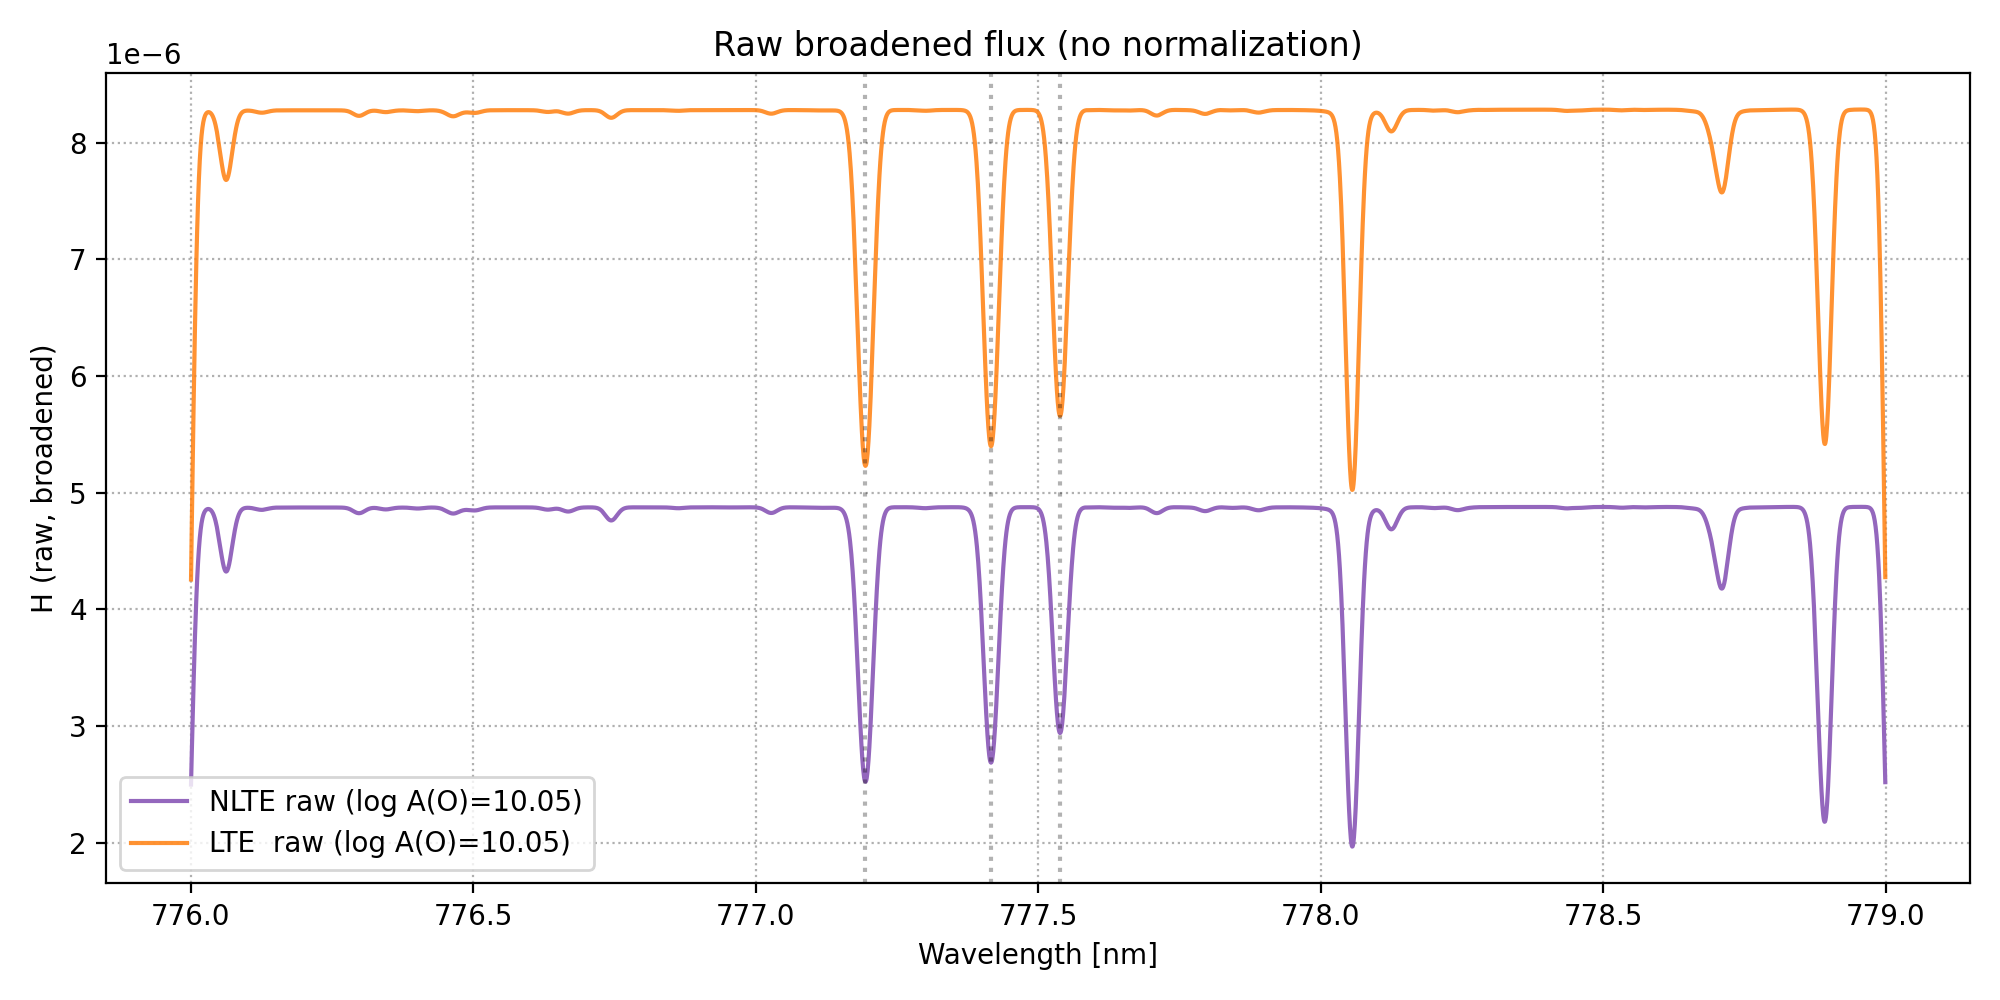 Raw broadened flux (no normalization)
1e−6
8
7
6
5
4
3
2
H (raw, broadened)
NLTE raw (log A(O)=10.05)
LTE  raw (log A(O)=10.05)
776.0 776.5 777.0 777.5 778.0 778.5 779.0
Wavelength [nm]